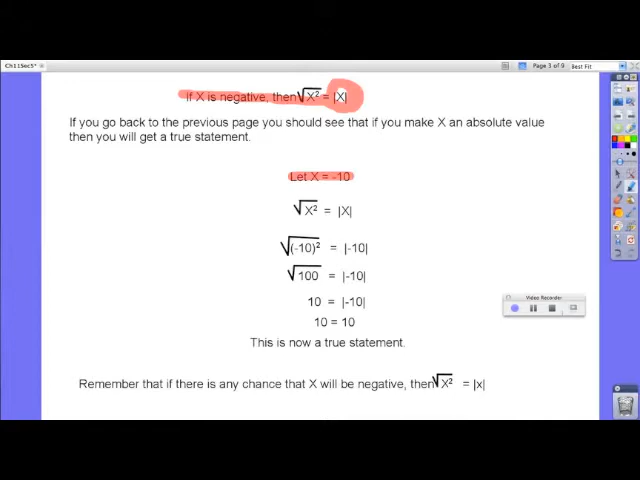 Ch11Sec5*
Page 3 of 9
Best Fit
If X is negative, then √X² = |X|
If you go back to the previous page you should see that if you make X an absolute value
then you will get a true statement.
Let X = -10
√X² = |X|
√(-10)² = |-10|
√100 = |-10|
10 = |-10|
10 = 10
This is now a true statement.
Remember that if there is any chance that X will be negative, then √X² = |x|
Video Recorder